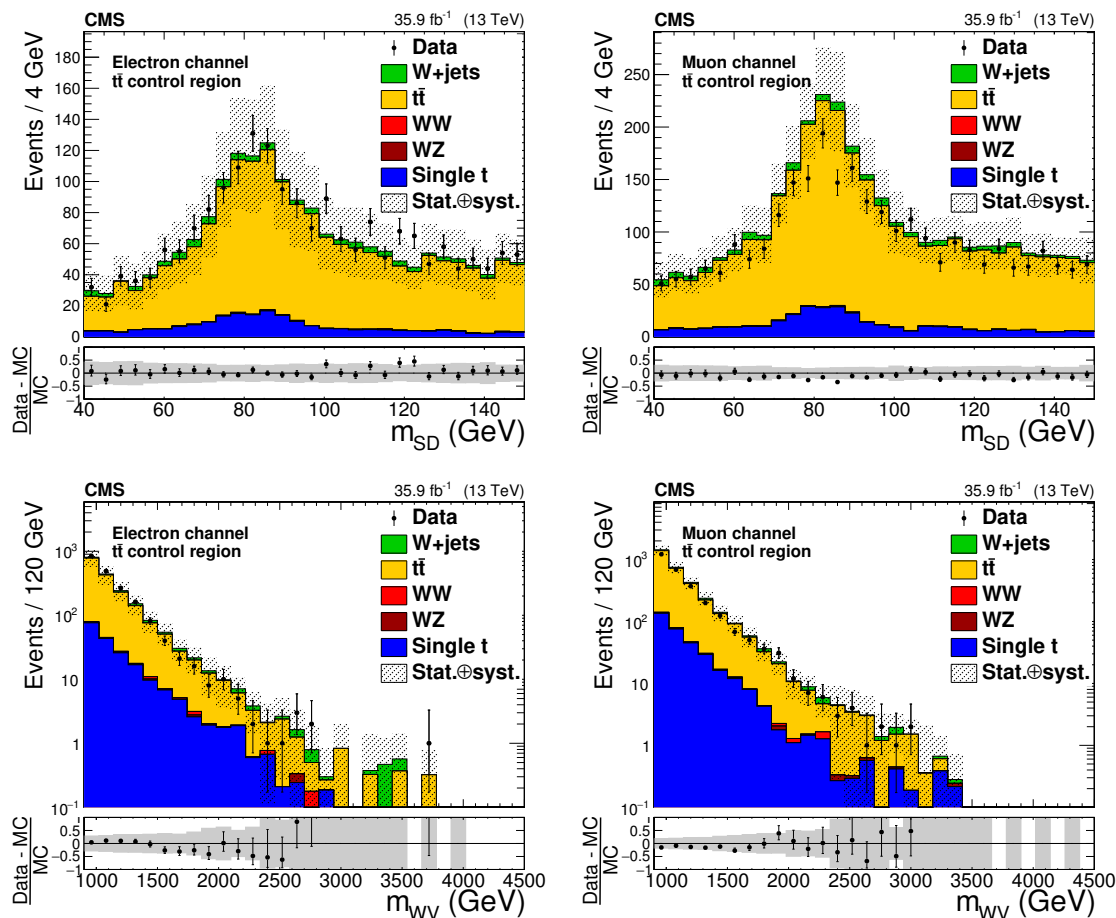 CMS 35.9 fb⁻¹ (13 TeV)
Electron channel
tt̄ control region
Data
W+jets
tt̄
WW
WZ
Single t
Stat.⊕syst.
Events / 4 GeV
180
160
140
120
100
80
60
40
20
0
Data - MC
MC
0.5
0
−0.5
−1
40 60 80 100 120 140
m_SD (GeV)
CMS 35.9 fb⁻¹ (13 TeV)
Muon channel
tt̄ control region
Data
W+jets
tt̄
WW
WZ
Single t
Stat.⊕syst.
Events / 4 GeV
250
200
150
100
50
0
Data - MC
MC
1
0.5
0
−0.5
−1
40 60 80 100 120 140
m_SD (GeV)
CMS 35.9 fb⁻¹ (13 TeV)
Electron channel
tt̄ control region
Data
W+jets
tt̄
WW
WZ
Single t
Stat.⊕syst.
Events / 120 GeV
10³
10²
10
1
10⁻¹
Data - MC
MC
1
0.5
0
−0.5
−1
1000 1500 2000 2500 3000 3500 4000 4500
m_WV (GeV)
CMS 35.9 fb⁻¹ (13 TeV)
Muon channel
tt̄ control region
Data
W+jets
tt̄
WW
WZ
Single t
Stat.⊕syst.
Events / 120 GeV
10³
10²
10
1
10⁻¹
Data - MC
MC
1
0.5
0
−0.5
−1
1000 1500 2000 2500 3000 3500 4000 4500
m_WV (GeV)